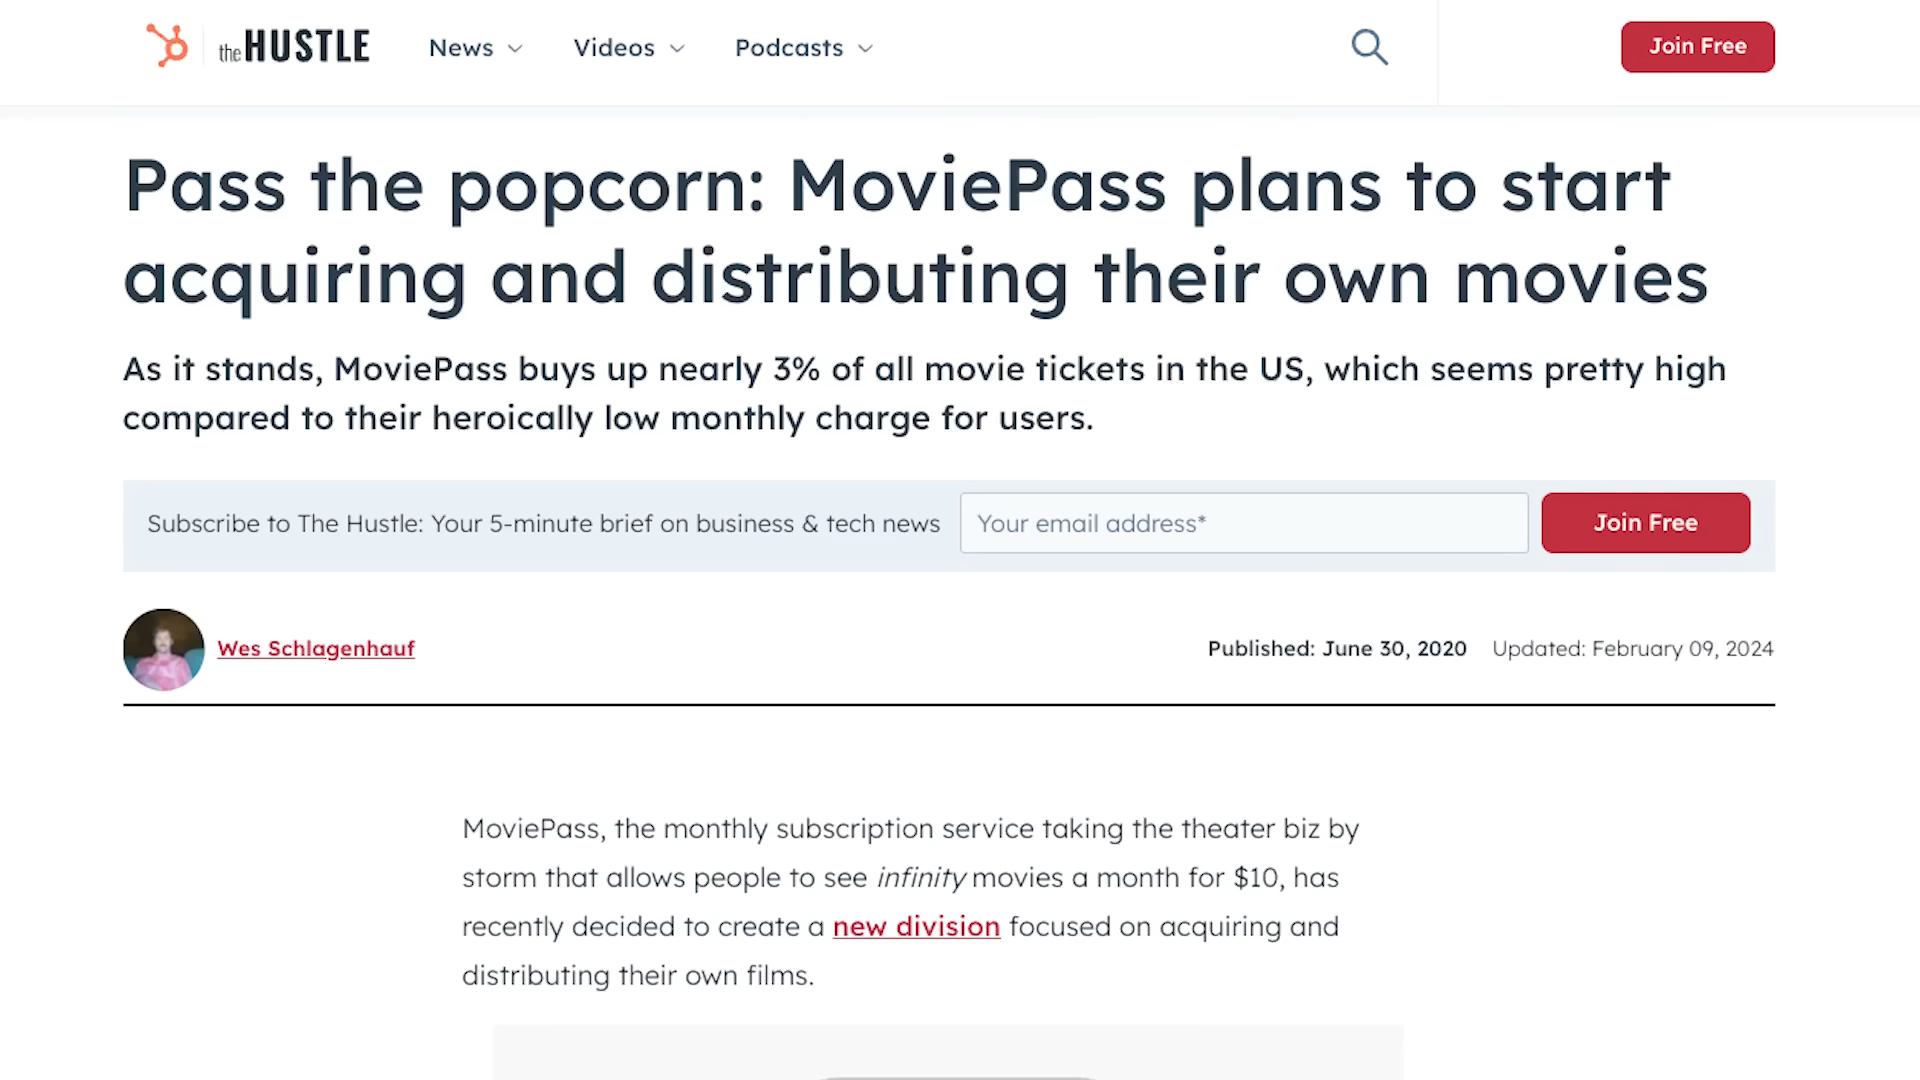 the HUSTLE
News
Videos
Podcasts
Join Free
Pass the popcorn: MoviePass plans to start
acquiring and distributing their own movies
As it stands, MoviePass buys up nearly 3% of all movie tickets in the US, which seems pretty high
compared to their heroically low monthly charge for users.
Subscribe to The Hustle: Your 5-minute brief on business & tech news
Your email address*
Join Free
Wes Schlagenhauf
Published: June 30, 2020
Updated: February 09, 2024
MoviePass, the monthly subscription service taking the theater biz by
storm that allows people to see infinity movies a month for $10, has
recently decided to create a new division focused on acquiring and
distributing their own films.